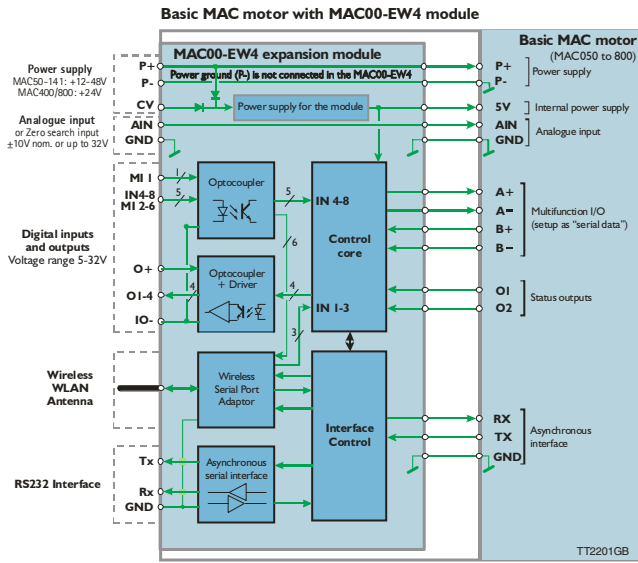 Basic MAC motor with MAC00-EW4 module
MAC00-EW4 expansion module
Power ground (P-) is not connected in the MAC00-EW4
Basic MAC motor
(MAC050 to 800)
Power supply
MAC50-141: +12-48V
MAC400/800: +24V
P+
P-
CV
Power supply for the module
P+
P-
Power supply
5V
Internal power supply
Analogue input
or Zero search input
±10V nom. or up to 32V
AIN
GND
AIN
GND
Analogue input
Digital inputs
and outputs
Voltage range 5-32V
MI 1
IN4-8
MI 2-6
1
5
Optocoupler
5
6
IN 4-8
Control
core
IN 1-3
A+
A-
B+
B-
Multifunction I/O
(setup as "serial data")
O+
O1-4
IO-
4
Optocoupler
+ Driver
4
3
O1
O2
Status outputs
Wireless
WLAN
Antenna
Wireless
Serial Port
Adaptor
Interface
Control
RX
TX
GND
Asynchronous
interface
RS232 Interface
Tx
Rx
GND
Asynchronous
serial interface
TT2201GB